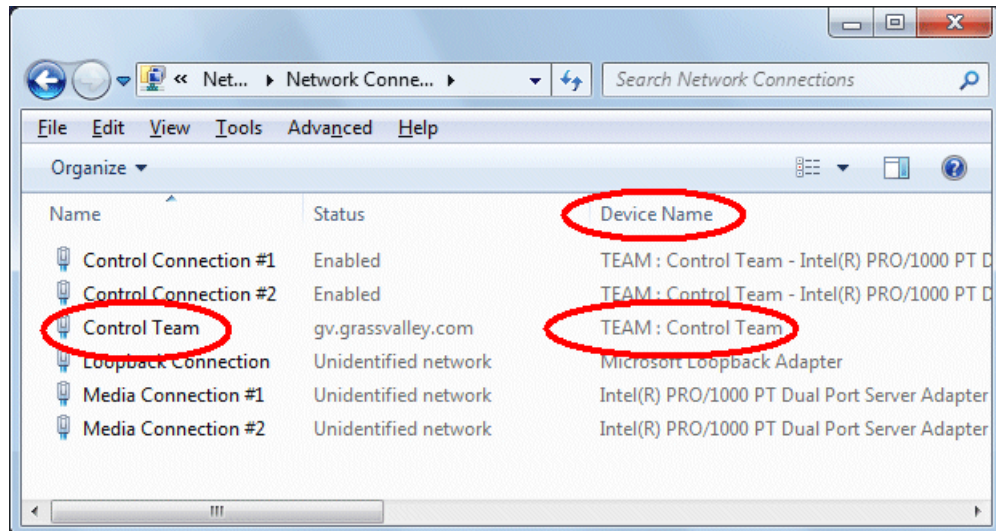 « Net... Network Conne... Search Network Connections
File Edit View Tools Advanced Help
Organize
Name Status Device Name
Control Connection #1 Enabled TEAM : Control Team - Intel(R) PRO/1000 PT D
Control Connection #2 Enabled TEAM : Control Team - Intel(R) PRO/1000 PT D
Control Team gv.grassvalley.com TEAM : Control Team
Loopback Connection Unidentified network Microsoft Loopback Adapter
Media Connection #1 Unidentified network Intel(R) PRO/1000 PT Dual Port Server Adapter
Media Connection #2 Unidentified network Intel(R) PRO/1000 PT Dual Port Server Adapter